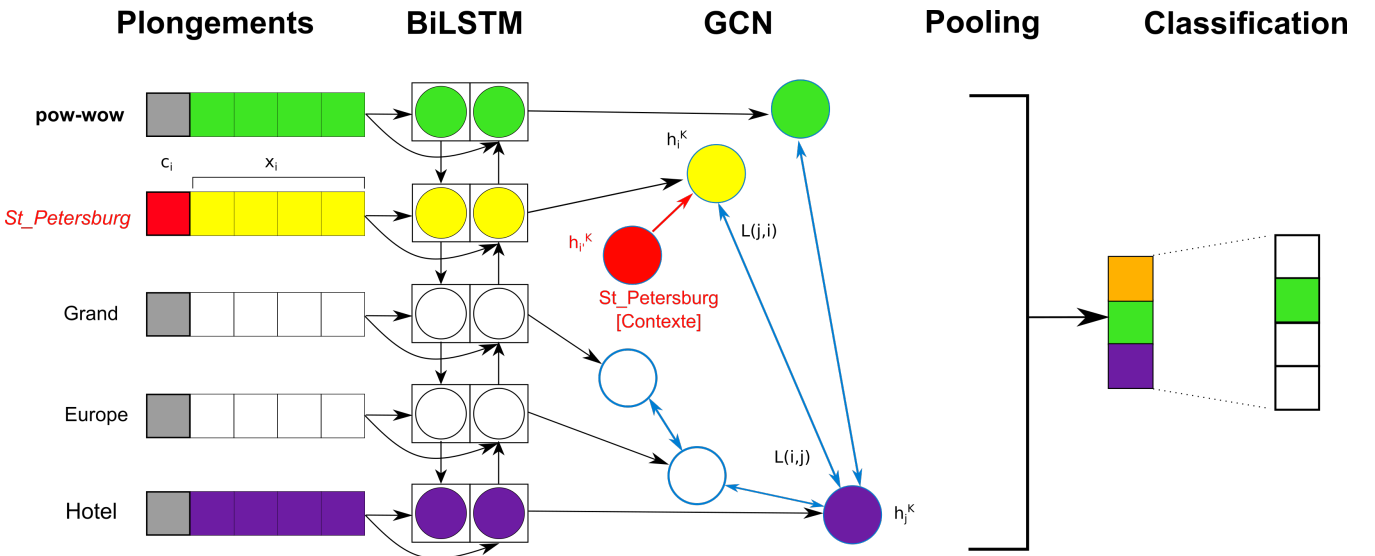 Plongements BiLSTM GCN Pooling Classification
pow-wow
c_i x_i
h_i^K
St_Petersburg
L(j,i)
h_i'^K
St_Petersburg
[Contexte]
Grand
Europe
L(i,j)
Hotel
h_j^K